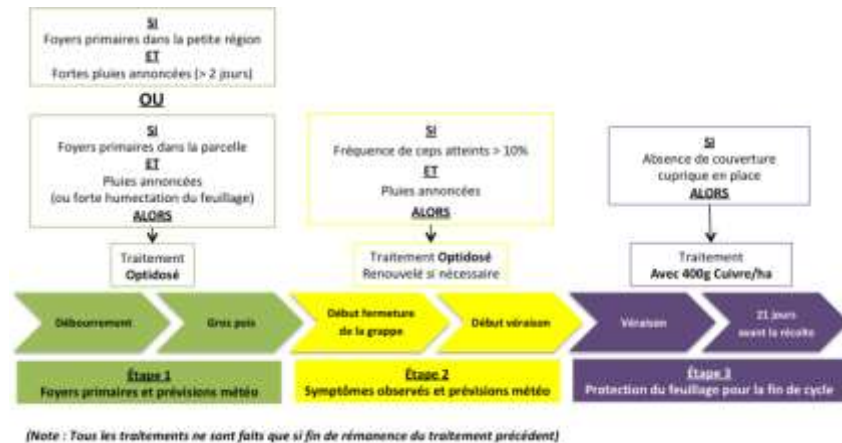 SI
Foyers primaires dans la petite région
ET
Fortes pluies annoncées (> 2 jours)
OU
SI
Foyers primaires dans la parcelle
ET
Pluies annoncées
(ou forte humectation du feuillage)
ALORS
Traitement
Optidosé
SI
Fréquence de ceps atteints > 10%
ET
Pluies annoncées
ALORS
Traitement Optidosé
Renouvelé si nécessaire
SI
Absence de couverture
cuprique en place
ALORS
Traitement
Avec 400g Cuivre/ha
Débourrement
Gros pois
Début fermeture
de la grappe
Début véraison
Véraison
21 jours
avant la récolte
Étape 1
Foyers primaires et prévisions météo
Étape 2
Symptômes observés et prévisions météo
Étape 3
Protection du feuillage pour la fin de cycle
(Note : Tous les traitements ne sont faits que si fin de rémanence du traitement précédent)